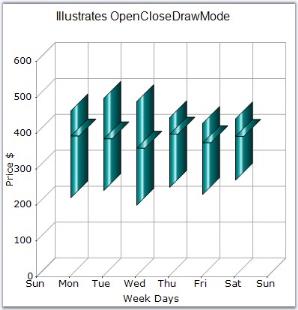 Illustrates OpenCloseDrawMode
600
500
400
300
200
100
0
Price $
Sun Mon Tue Wed Thu Fri Sat Sun
Week Days